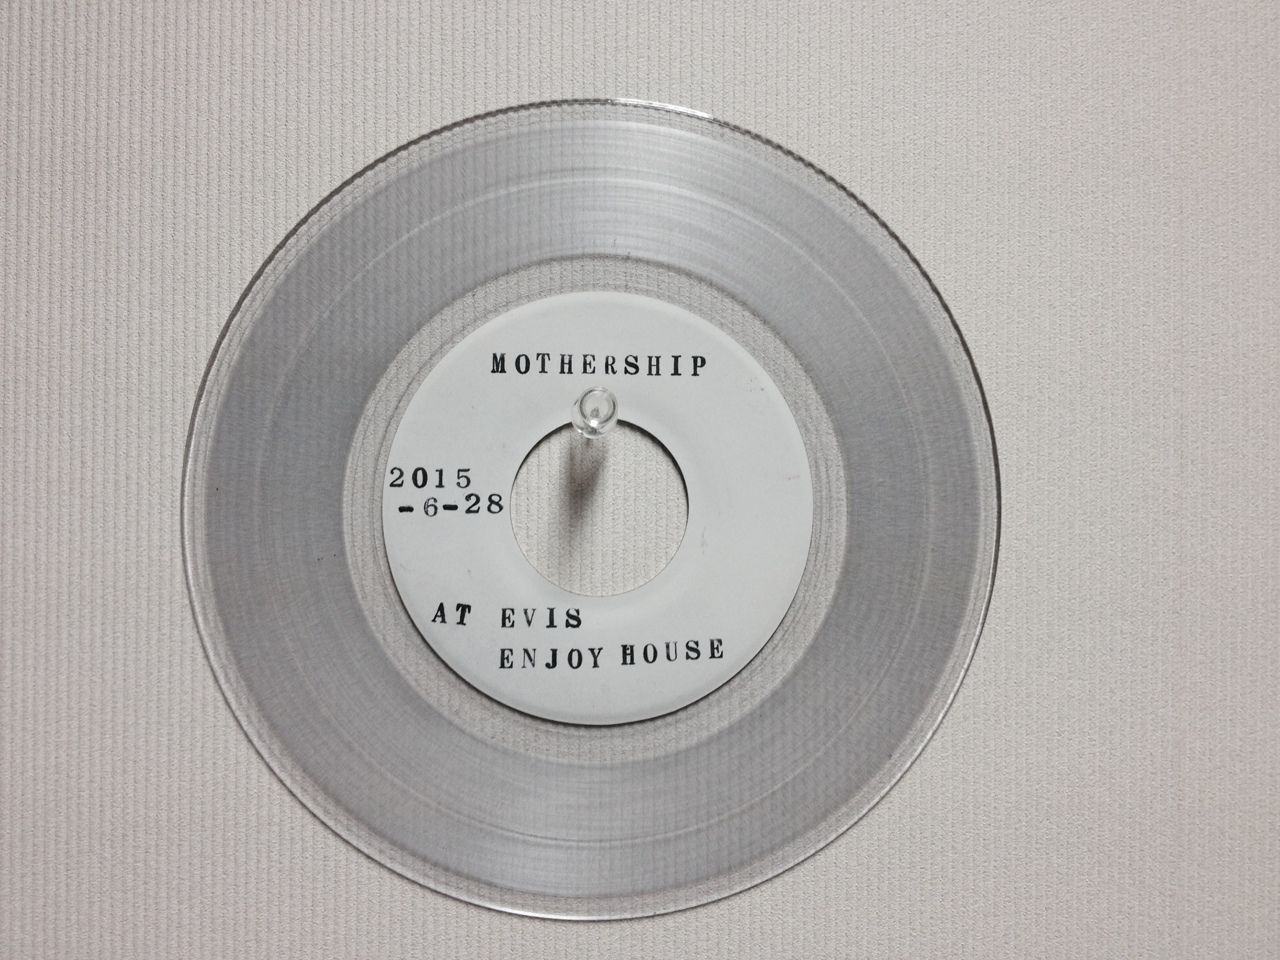 MOTHERSHIP
2015
-6-28
AT EVIS
ENJOY HOUSE